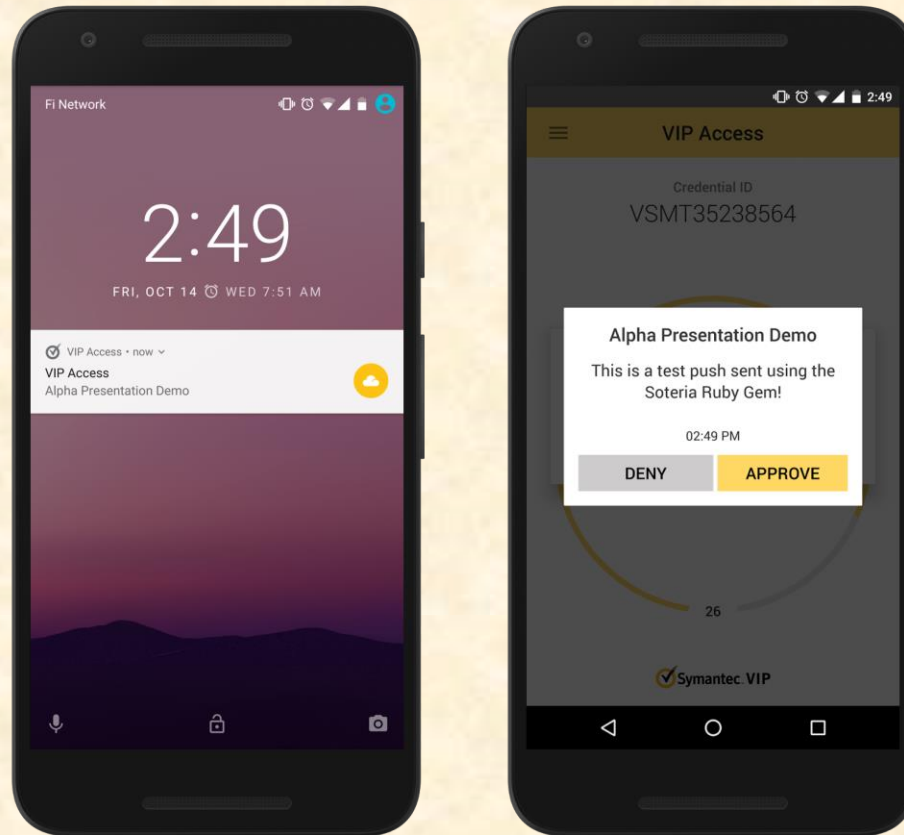 Fi Network
2:49
FRI, OCT 14 WED 7:51 AM
VIP Access • now
VIP Access
Alpha Presentation Demo
2:49
VIP Access
Credential ID
VSMT35238564
Alpha Presentation Demo
This is a test push sent using the
Soteria Ruby Gem!
02:49 PM
DENY APPROVE
26
Symantec. VIP